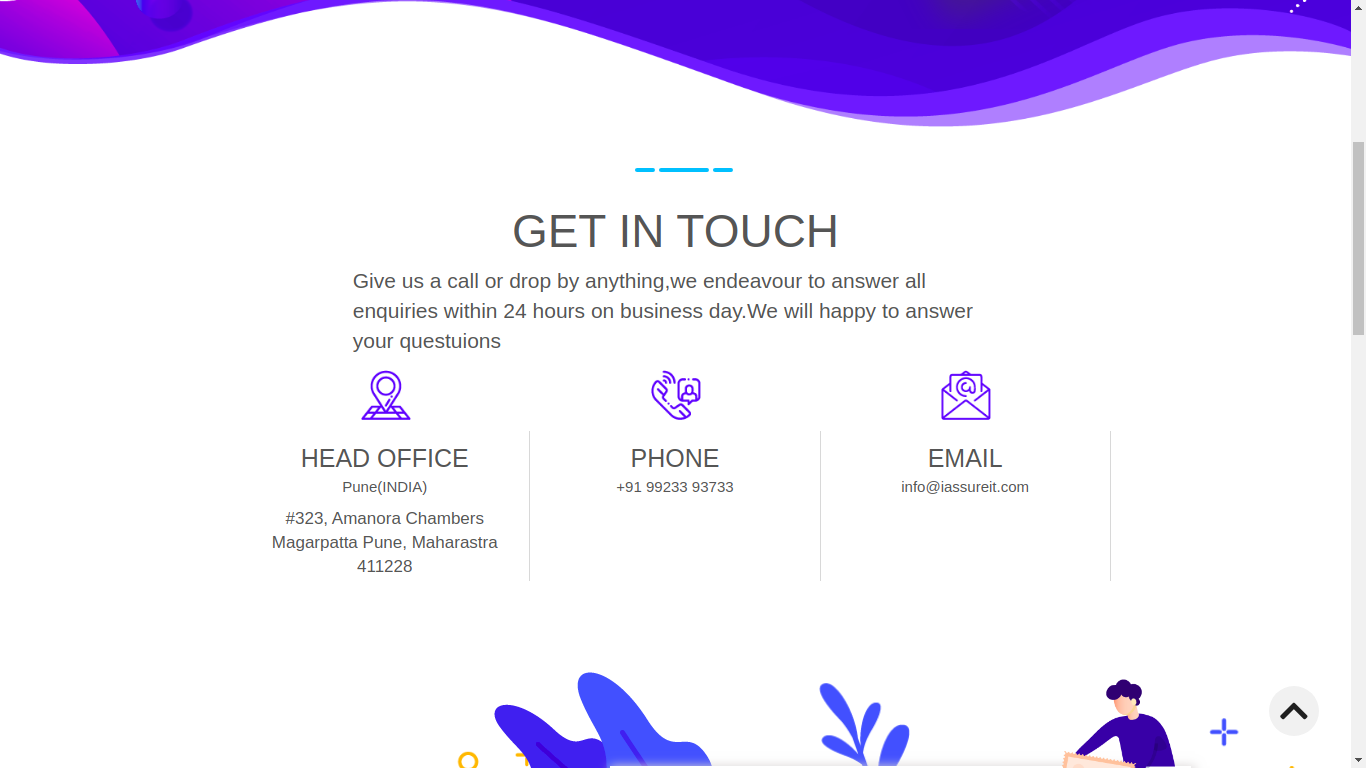 GET IN TOUCH
Give us a call or drop by anything,we endeavour to answer all
enquiries within 24 hours on business day.We will happy to answer
your questuions
HEAD OFFICE
Pune(INDIA)
#323, Amanora Chambers
Magarpatta Pune, Maharastra
411228
PHONE
+91 99233 93733
EMAIL
info@iassureit.com